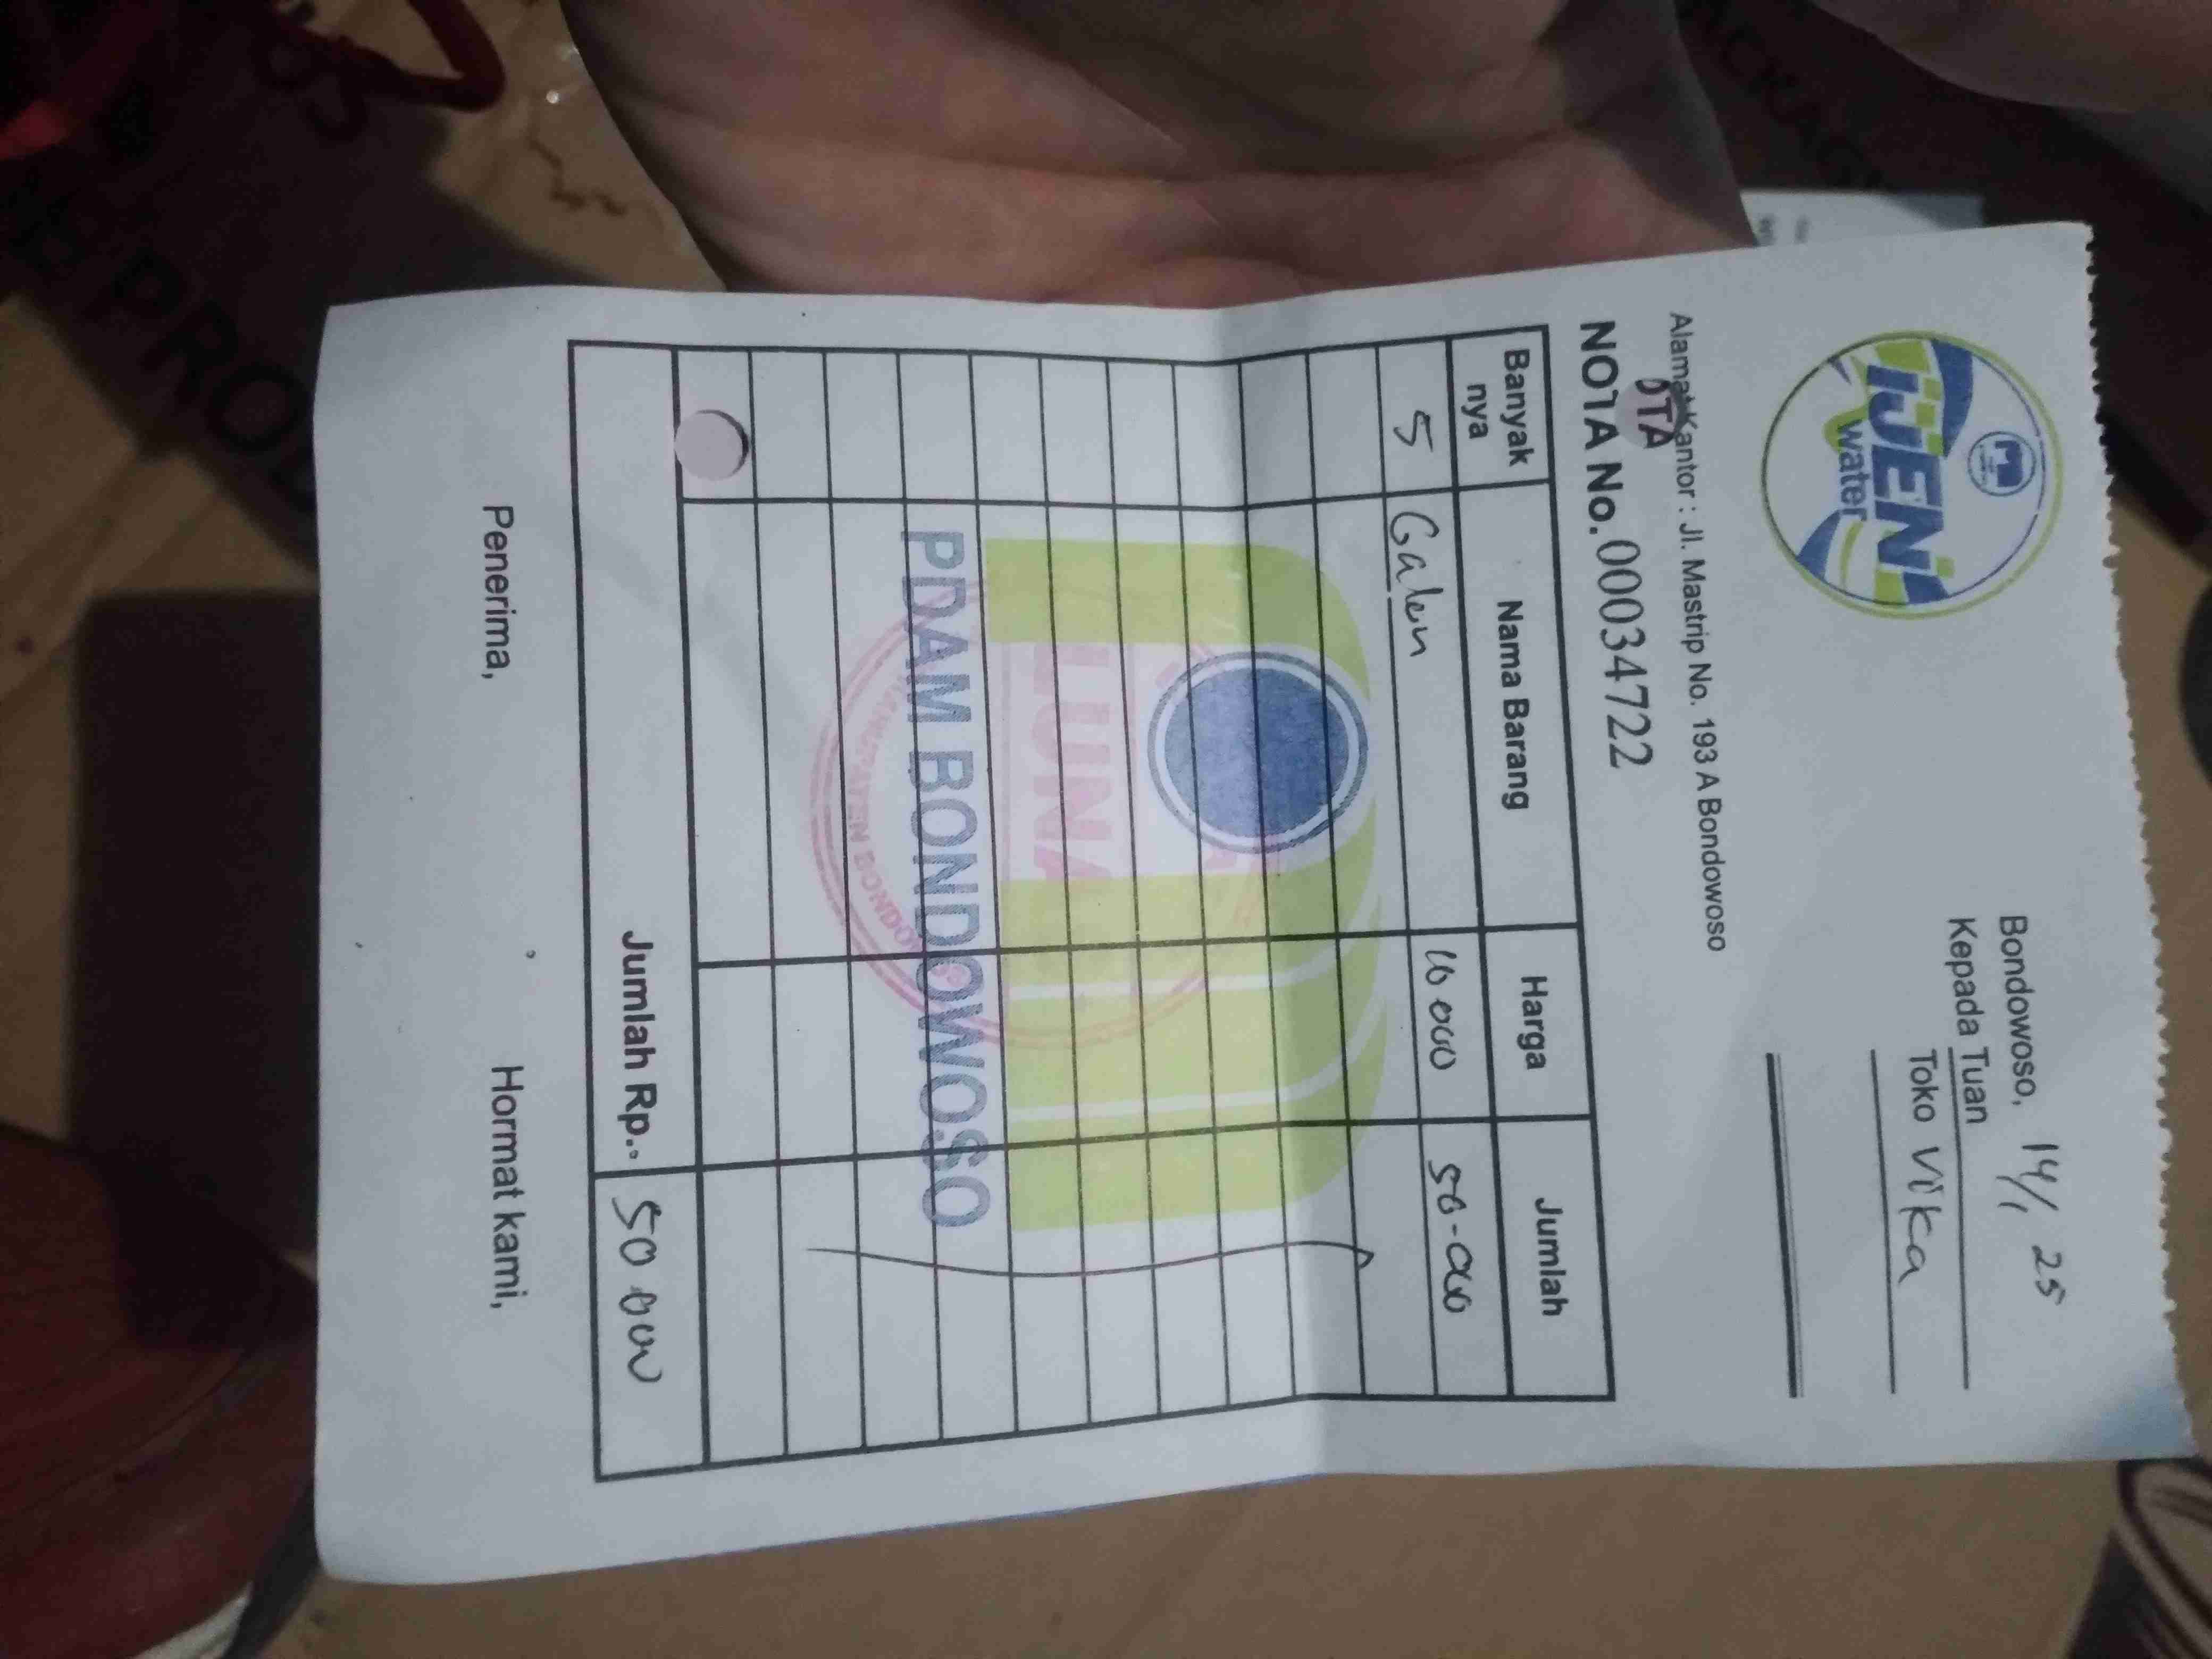 IJEN
water
Bondowoso, 14/1 25
Kepada Tuan
Toko Vika
Alamat Kantor : Jl. Mastrip No. 193 A Bondowoso
NOTA No. 00034722
Banyak nya Nama Barang Harga Jumlah
5 Galon 10 000 50-000
LUNA
PDAM BONDOWOSO
Jumlah Rp.. 50 000
Penerima, Hormat kami,